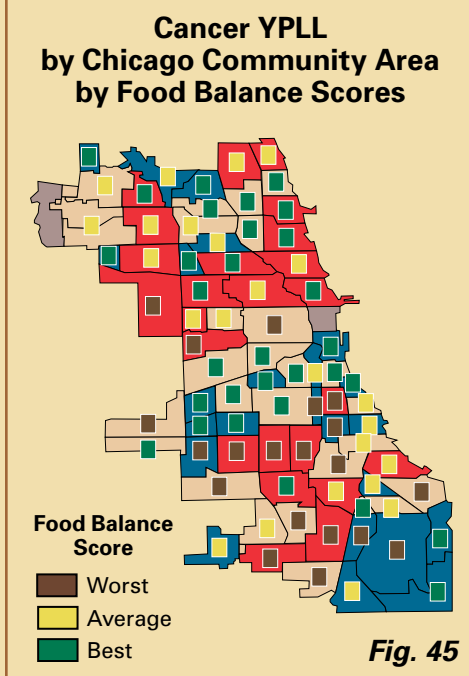 Cancer YPLL
by Chicago Community Area
by Food Balance Scores
Food Balance
Score
Worst
Average
Best
Fig. 45